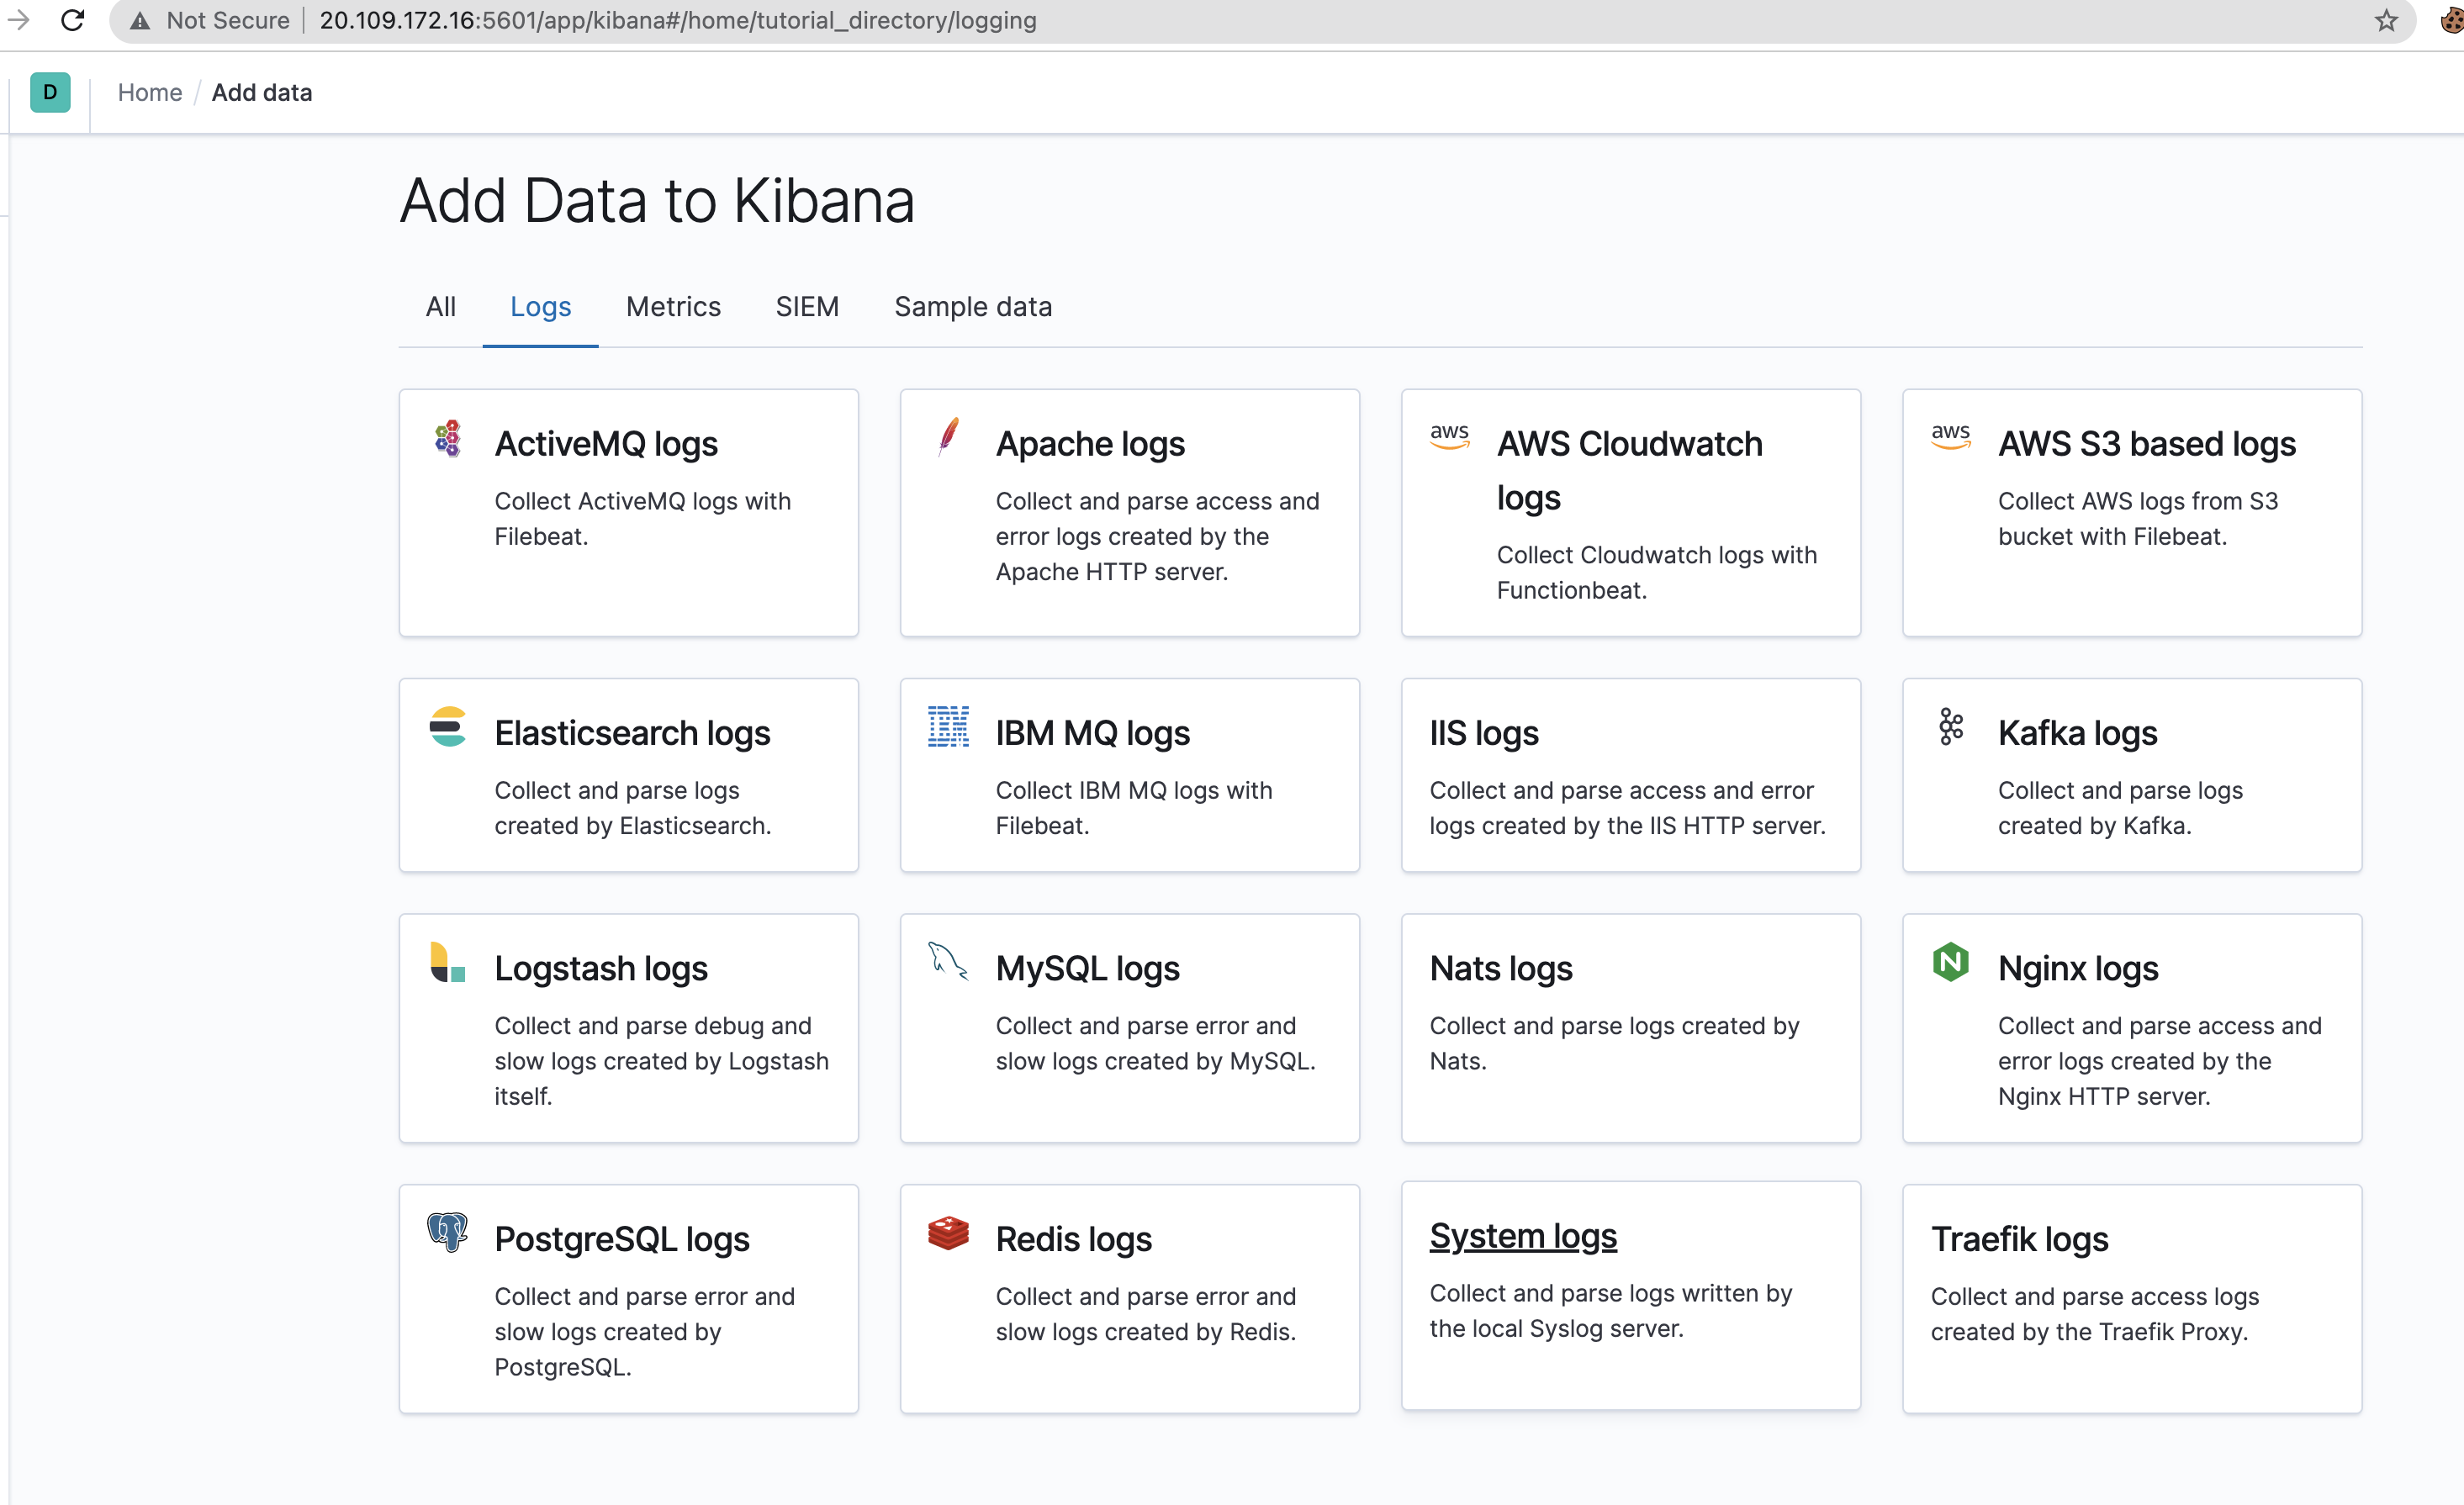 Not Secure 20.109.172.16:5601/app/kibana#/home/tutorial_directory/logging
D Home / Add data
Add Data to Kibana
All Logs Metrics SIEM Sample data
ActiveMQ logs
Collect ActiveMQ logs with
Filebeat.
Apache logs
Collect and parse access and
error logs created by the
Apache HTTP server.
aws AWS Cloudwatch
logs
Collect Cloudwatch logs with
Functionbeat.
aws AWS S3 based logs
Collect AWS logs from S3
bucket with Filebeat.
Elasticsearch logs
Collect and parse logs
created by Elasticsearch.
IBM IBM MQ logs
Collect IBM MQ logs with
Filebeat.
IIS logs
Collect and parse access and error
logs created by the IIS HTTP server.
Kafka logs
Collect and parse logs
created by Kafka.
Logstash logs
Collect and parse debug and
slow logs created by Logstash
itself.
MySQL logs
Collect and parse error and
slow logs created by MySQL.
Nats logs
Collect and parse logs created by
Nats.
N Nginx logs
Collect and parse access and
error logs created by the
Nginx HTTP server.
PostgreSQL logs
Collect and parse error and
slow logs created by
PostgreSQL.
Redis logs
Collect and parse error and
slow logs created by Redis.
System logs
Collect and parse logs written by
the local Syslog server.
Traefik logs
Collect and parse access logs
created by the Traefik Proxy.